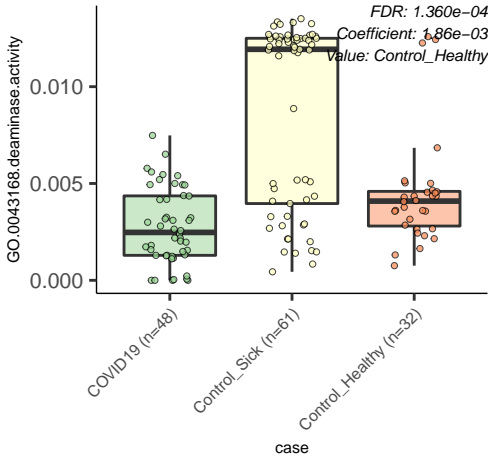 FDR: 1.360e−04
Coefficient: 1.86e−03
Value: Control_Healthy
GO.0043168.deaminase.activity
0.010
0.005
0.000
COVID19 (n=48)
Control_Sick (n=61)
Control_Healthy (n=32)
case